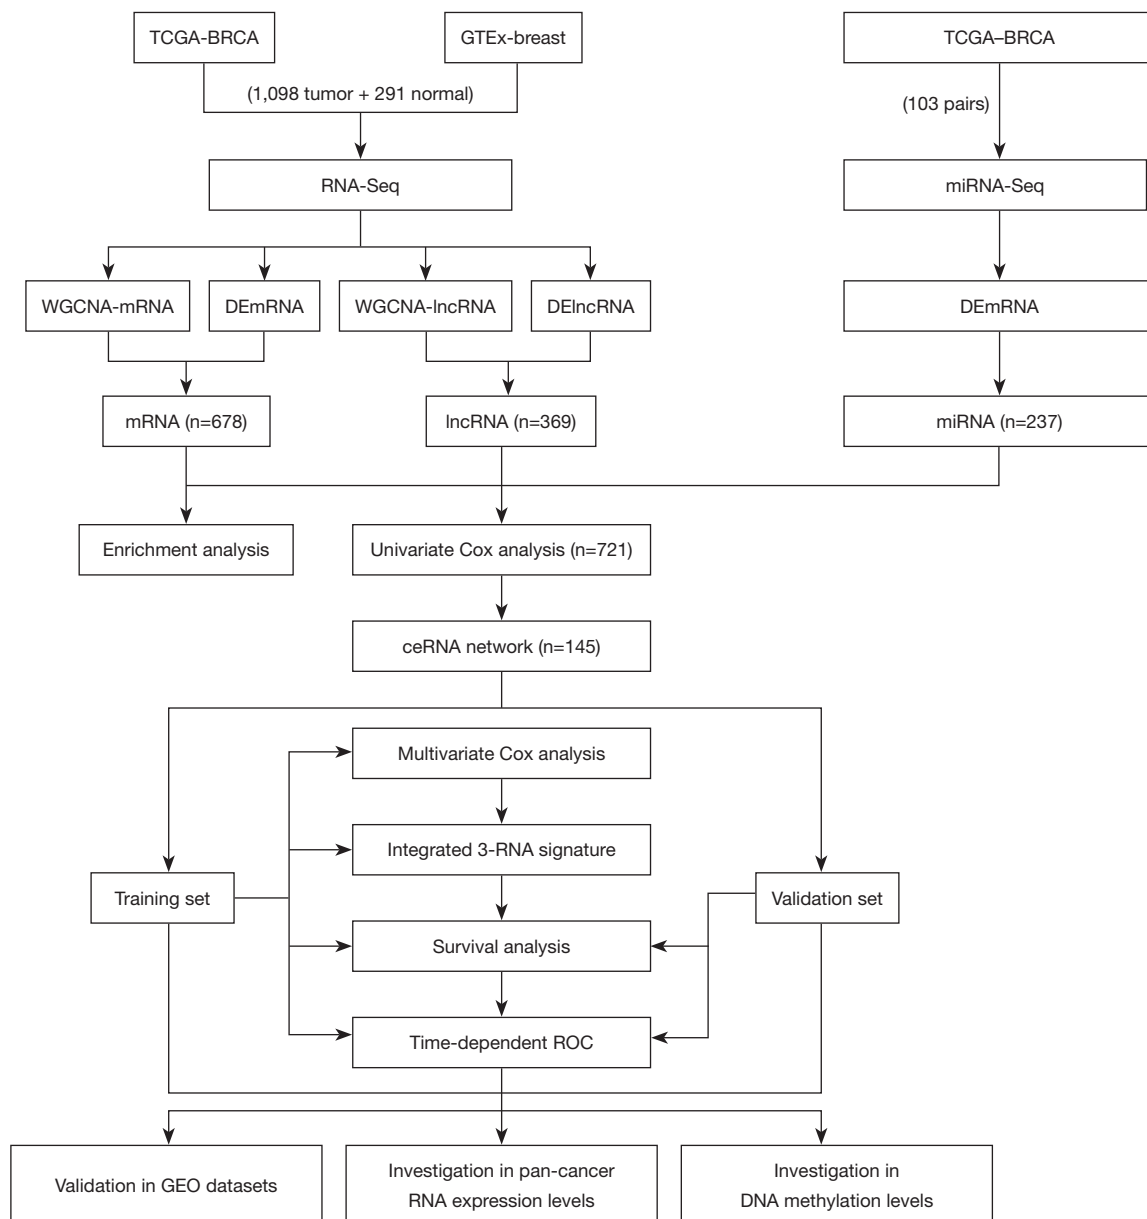 TCGA-BRCA
GTEx-breast
TCGA–BRCA
(1,098 tumor + 291 normal)
(103 pairs)
RNA-Seq
miRNA-Seq
WGCNA-mRNA
DEmRNA
WGCNA-lncRNA
DElncRNA
DEmRNA
mRNA (n=678)
lncRNA (n=369)
miRNA (n=237)
Enrichment analysis
Univariate Cox analysis (n=721)
ceRNA network (n=145)
Multivariate Cox analysis
Integrated 3-RNA signature
Training set
Validation set
Survival analysis
Time-dependent ROC
Validation in GEO datasets
Investigation in pan-cancer
RNA expression levels
Investigation in
DNA methylation levels